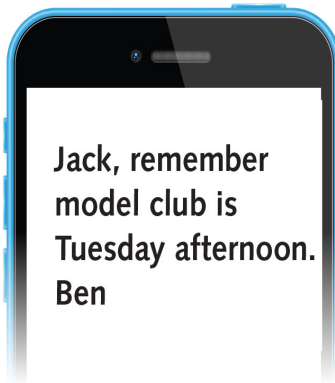 Jack, remember
model club is
Tuesday afternoon.
Ben